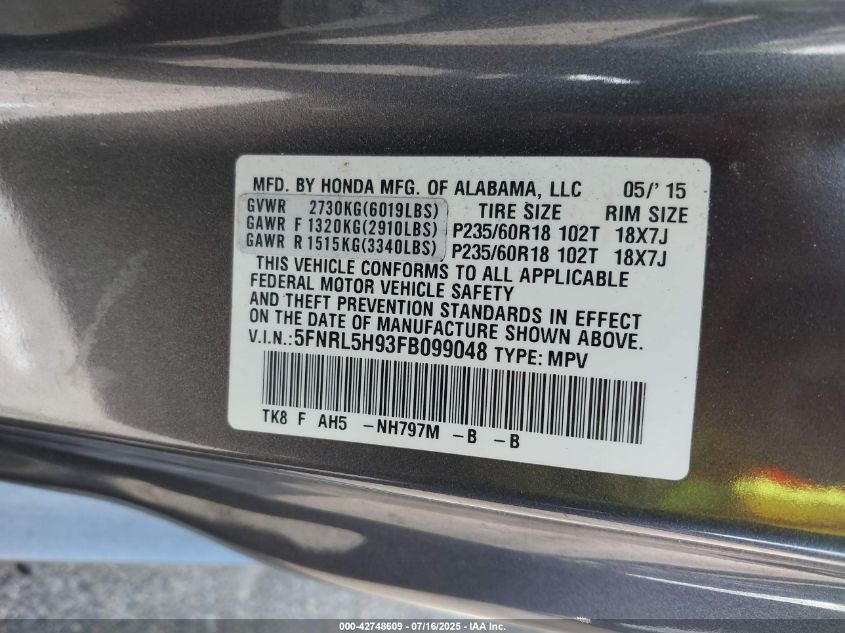 MFD. BY HONDA MFG. OF ALABAMA, LLC 05/' 15
GVWR 2730KG(6019LBS) TIRE SIZE RIM SIZE
GAWR F 1320KG(2910LBS) P235/60R18 102T 18X7J
GAWR R 1515KG(3340LBS) P235/60R18 102T 18X7J
THIS VEHICLE CONFORMS TO ALL APPLICABLE
FEDERAL MOTOR VEHICLE SAFETY
AND THEFT PREVENTION STANDARDS IN EFFECT
ON THE DATE OF MANUFACTURE SHOWN ABOVE.
V.I.N.:5FNRL5H93FB099048 TYPE: MPV
TK8 F AH5 -NH797M -B -B
000-42748609 - 07/16/2025 - IAA Inc.